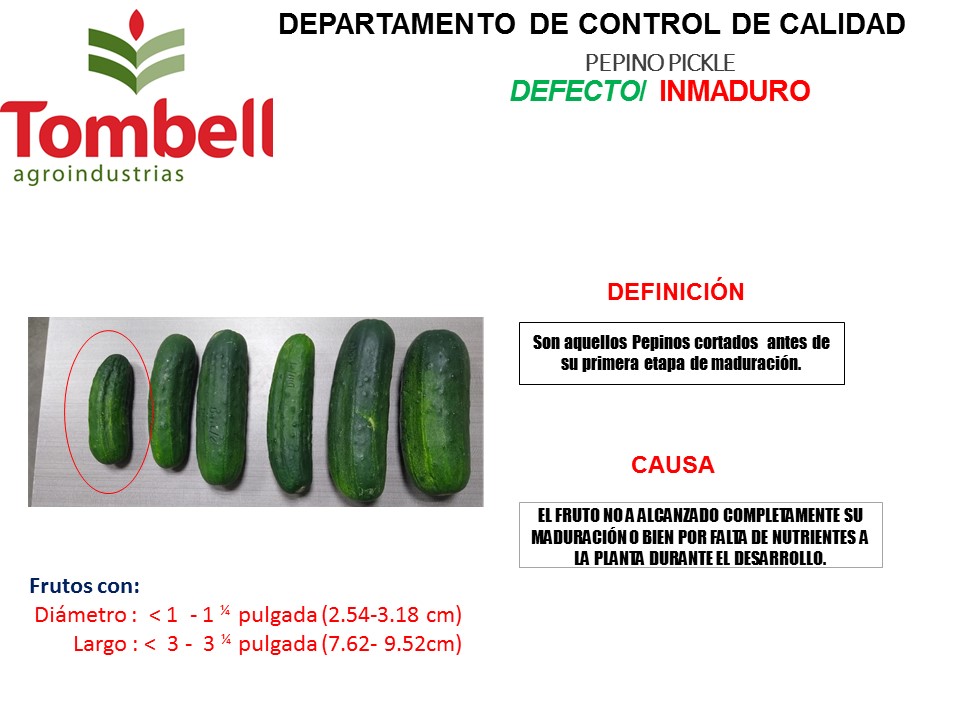 DEPARTAMENTO DE CONTROL DE CALIDAD
PEPINO PICKLE
DEFECTO/ INMADURO
Tombell
agroindustrias
DEFINICIÓN
Son aquellos Pepinos cortados antes de
su primera etapa de maduración.
CAUSA
EL FRUTO NO A ALCANZADO COMPLETAMENTE SU
MADURACIÓN O BIEN POR FALTA DE NUTRIENTES A
LA PLANTA DURANTE EL DESARROLLO.
Frutos con:
Diámetro : < 1 - 1 ¼ pulgada (2.54-3.18 cm)
Largo : < 3 - 3 ¼ pulgada (7.62- 9.52cm)